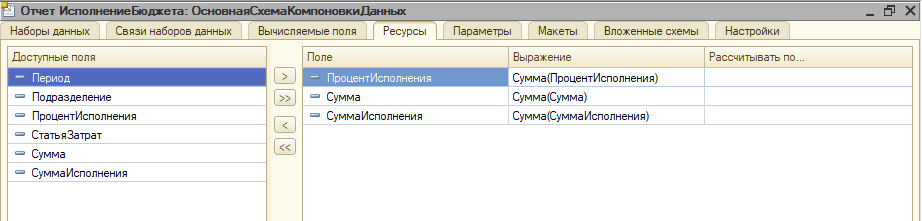 Отчет ИсполнениеБюджета: ОсновнаяСхемаКомпоновкиДанных
Наборы данных Связи наборов данных Вычисляемые поля Ресурсы Параметры Макеты Вложенные схемы Настройки
Доступные поля
Период
Подразделение
ПроцентИсполнения
СтатьяЗатрат
Сумма
СуммаИсполнения
>
>>
<
<<
Поле Выражение Рассчитывать по...
ПроцентИсполнения Сумма(ПроцентИсполнения)
Сумма Сумма(Сумма)
СуммаИсполнения Сумма(СуммаИсполнения)